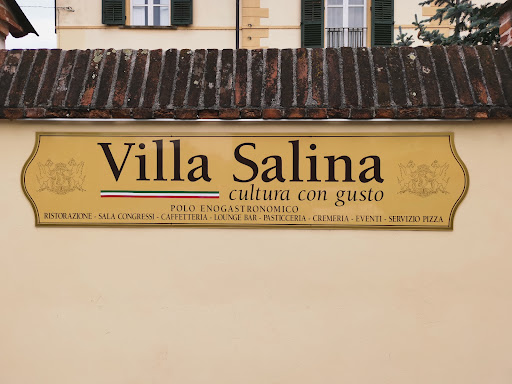 Villa Salina
cultura con gusto
POLO ENOGASTRONOMICO
RISTORAZIONE - SALA CONGRESSI - CAFFETTERIA - LOUNGE BAR - PASTICCERIA - CREMERIA - EVENTI - SERVIZIO PIZZA